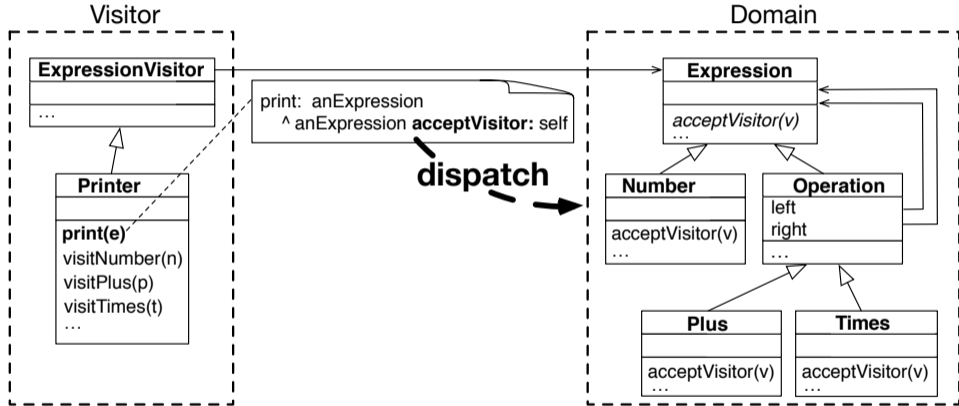 Visitor
ExpressionVisitor
...
Printer
print(e)
visitNumber(n)
visitPlus(p)
visitTimes(t)
...
print: anExpression
^ anExpression acceptVisitor: self
dispatch
Domain
Expression
acceptVisitor(v)
...
Number
acceptVisitor(v)
...
Operation
left
right
...
Plus
acceptVisitor(v)
...
Times
acceptVisitor(v)
...